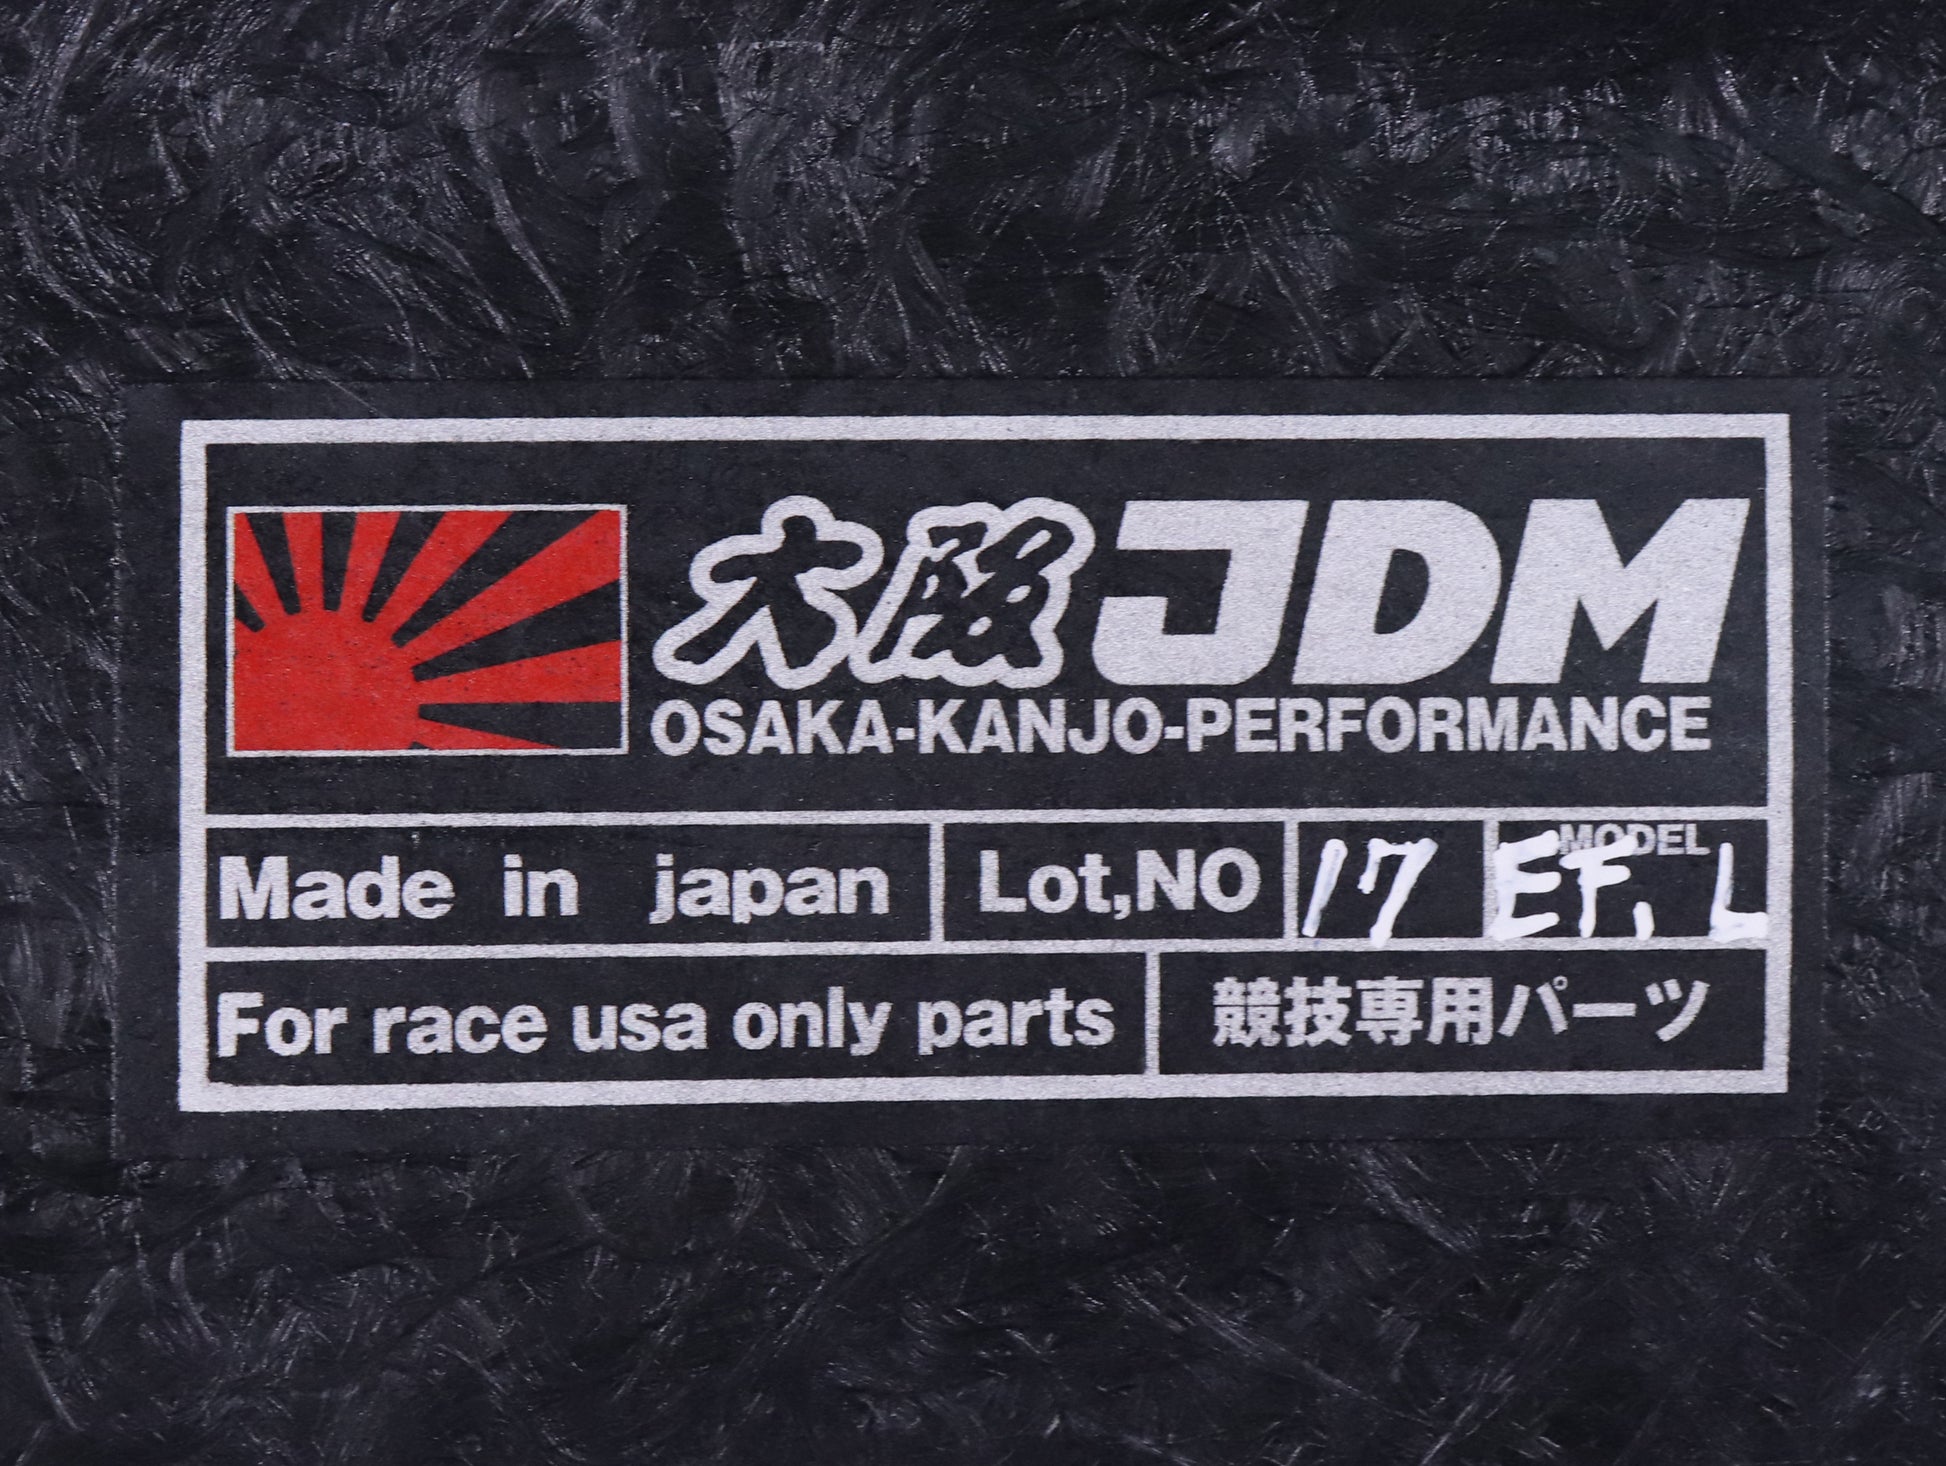 大阪JDM
OSAKA-KANJO-PERFORMANCE
Made in japan Lot,NO 17 MODEL EF. L
For race usa only parts 競技専用パーツ